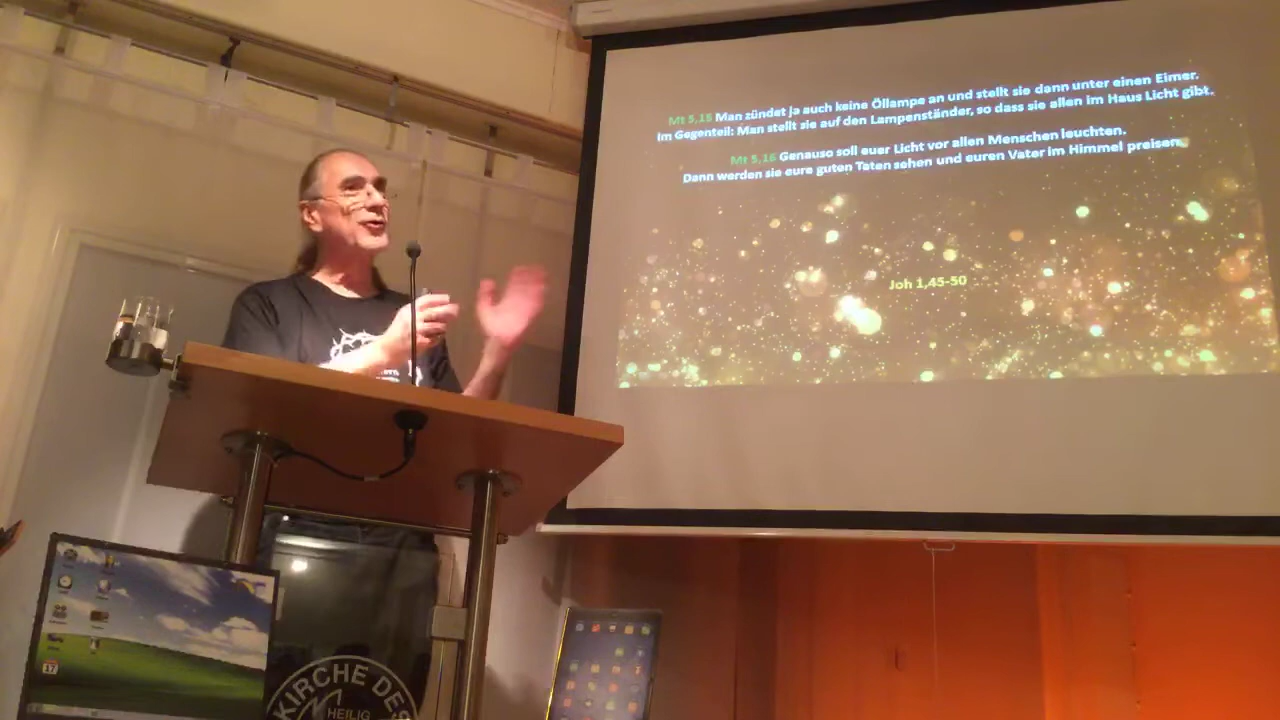 Mt 5,15 Man zündet ja auch keine Öllampe an und stellt sie dann unter einen Eimer.
Im Gegenteil: Man stellt sie auf den Lampenständer, so dass sie allen im Haus Licht gibt.
Mt 5,16 Genauso soll euer Licht vor allen Menschen leuchten.
Dann werden sie eure guten Taten sehen und euren Vater im Himmel preisen.
Joh 1,45-50
17
KIRCHE DES
HEILIG